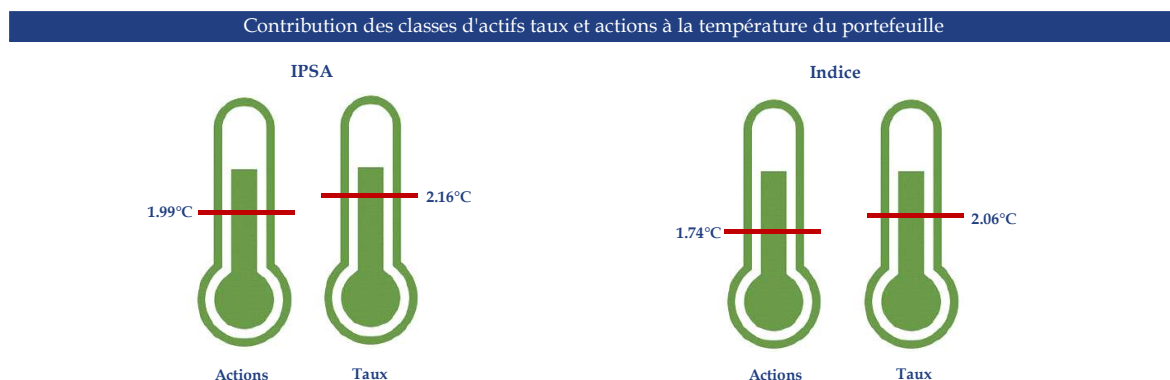 Contribution des classes d'actifs taux et actions à la température du portefeuille
IPSA
Indice
1.99°C
2.16°C
1.74°C
2.06°C
Actions
Taux
Actions
Taux